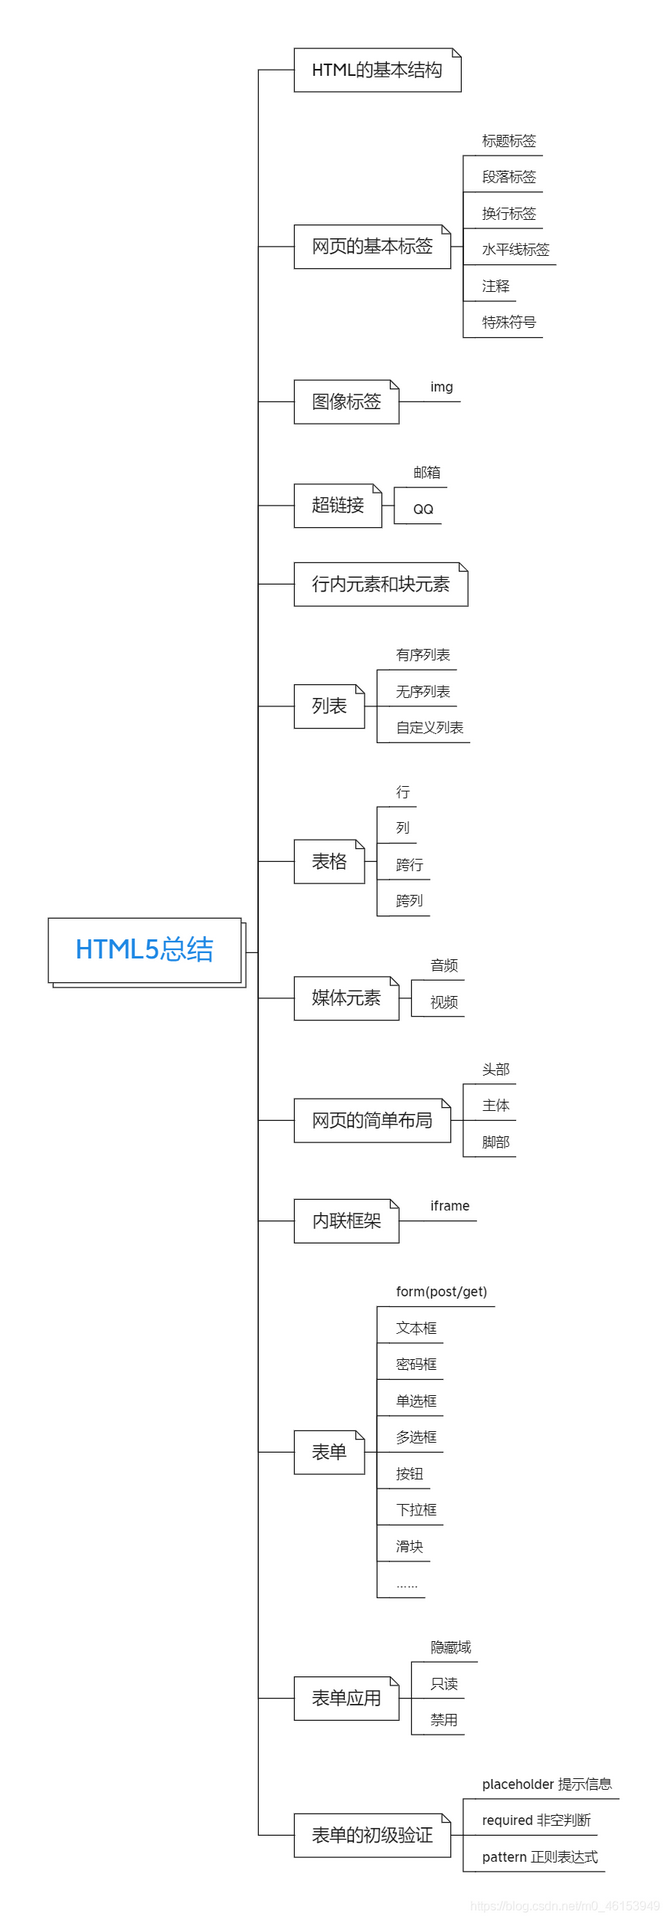 HTML的基本结构
标题标签
段落标签
换行标签
网页的基本标签
水平线标签
注释
特殊符号
图像标签
img
邮箱
超链接
QQ
行内元素和块元素
有序列表
列表
无序列表
自定义列表
行
列
表格
跨行
跨列
HTML5总结
音频
媒体元素
视频
头部
主体
网页的简单布局
脚部
内联框架
iframe
form(post/get)
文本框
密码框
单选框
多选框
表单
按钮
下拉框
滑块
……
隐藏域
只读
表单应用
禁用
placeholder 提示信息
required 非空判断
表单的初级验证
pattern 正则表达式
https://blog.csdn.net/m0_46153949